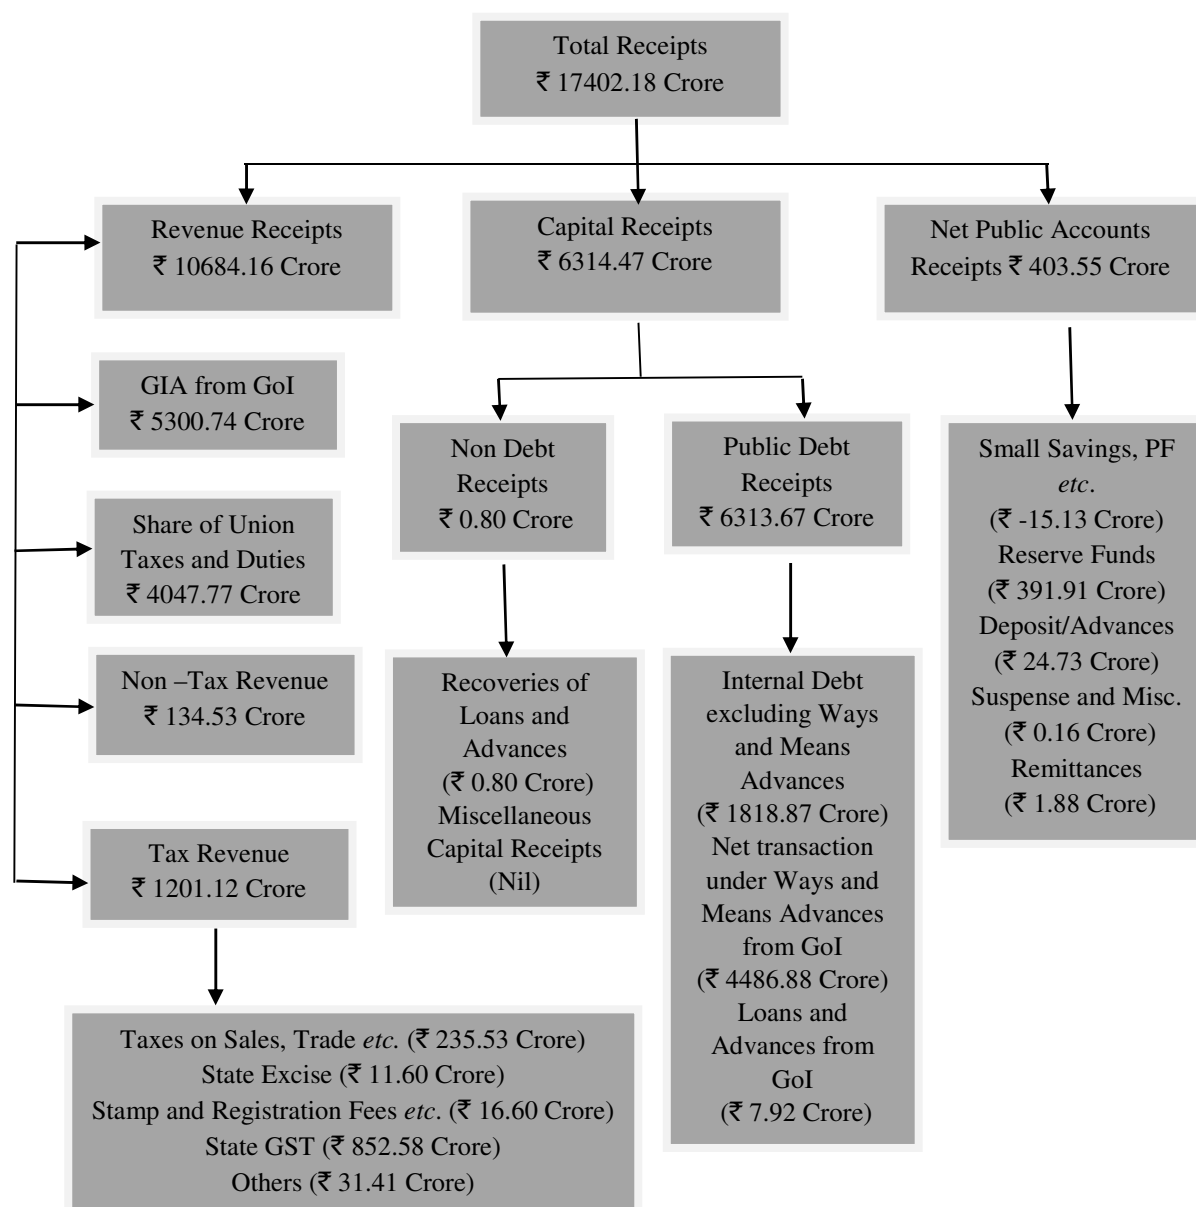 Total Receipts
₹ 17402.18 Crore
Revenue Receipts
₹ 10684.16 Crore
Capital Receipts
₹ 6314.47 Crore
Net Public Accounts
Receipts ₹ 403.55 Crore
GIA from GoI
₹ 5300.74 Crore
Share of Union
Taxes and Duties
₹ 4047.77 Crore
Non –Tax Revenue
₹ 134.53 Crore
Tax Revenue
₹ 1201.12 Crore
Taxes on Sales, Trade etc. (₹ 235.53 Crore)
State Excise (₹ 11.60 Crore)
Stamp and Registration Fees etc. (₹ 16.60 Crore)
State GST (₹ 852.58 Crore)
Others (₹ 31.41 Crore)
Non Debt
Receipts
₹ 0.80 Crore
Recoveries of
Loans and
Advances
(₹ 0.80 Crore)
Miscellaneous
Capital Receipts
(Nil)
Public Debt
Receipts
₹ 6313.67 Crore
Internal Debt
excluding Ways
and Means
Advances
(₹ 1818.87 Crore)
Net transaction
under Ways and
Means Advances
from GoI
(₹ 4486.88 Crore)
Loans and
Advances from
GoI
(₹ 7.92 Crore)
Small Savings, PF
etc.
(₹ -15.13 Crore)
Reserve Funds
(₹ 391.91 Crore)
Deposit/Advances
(₹ 24.73 Crore)
Suspense and Misc.
(₹ 0.16 Crore)
Remittances
(₹ 1.88 Crore)